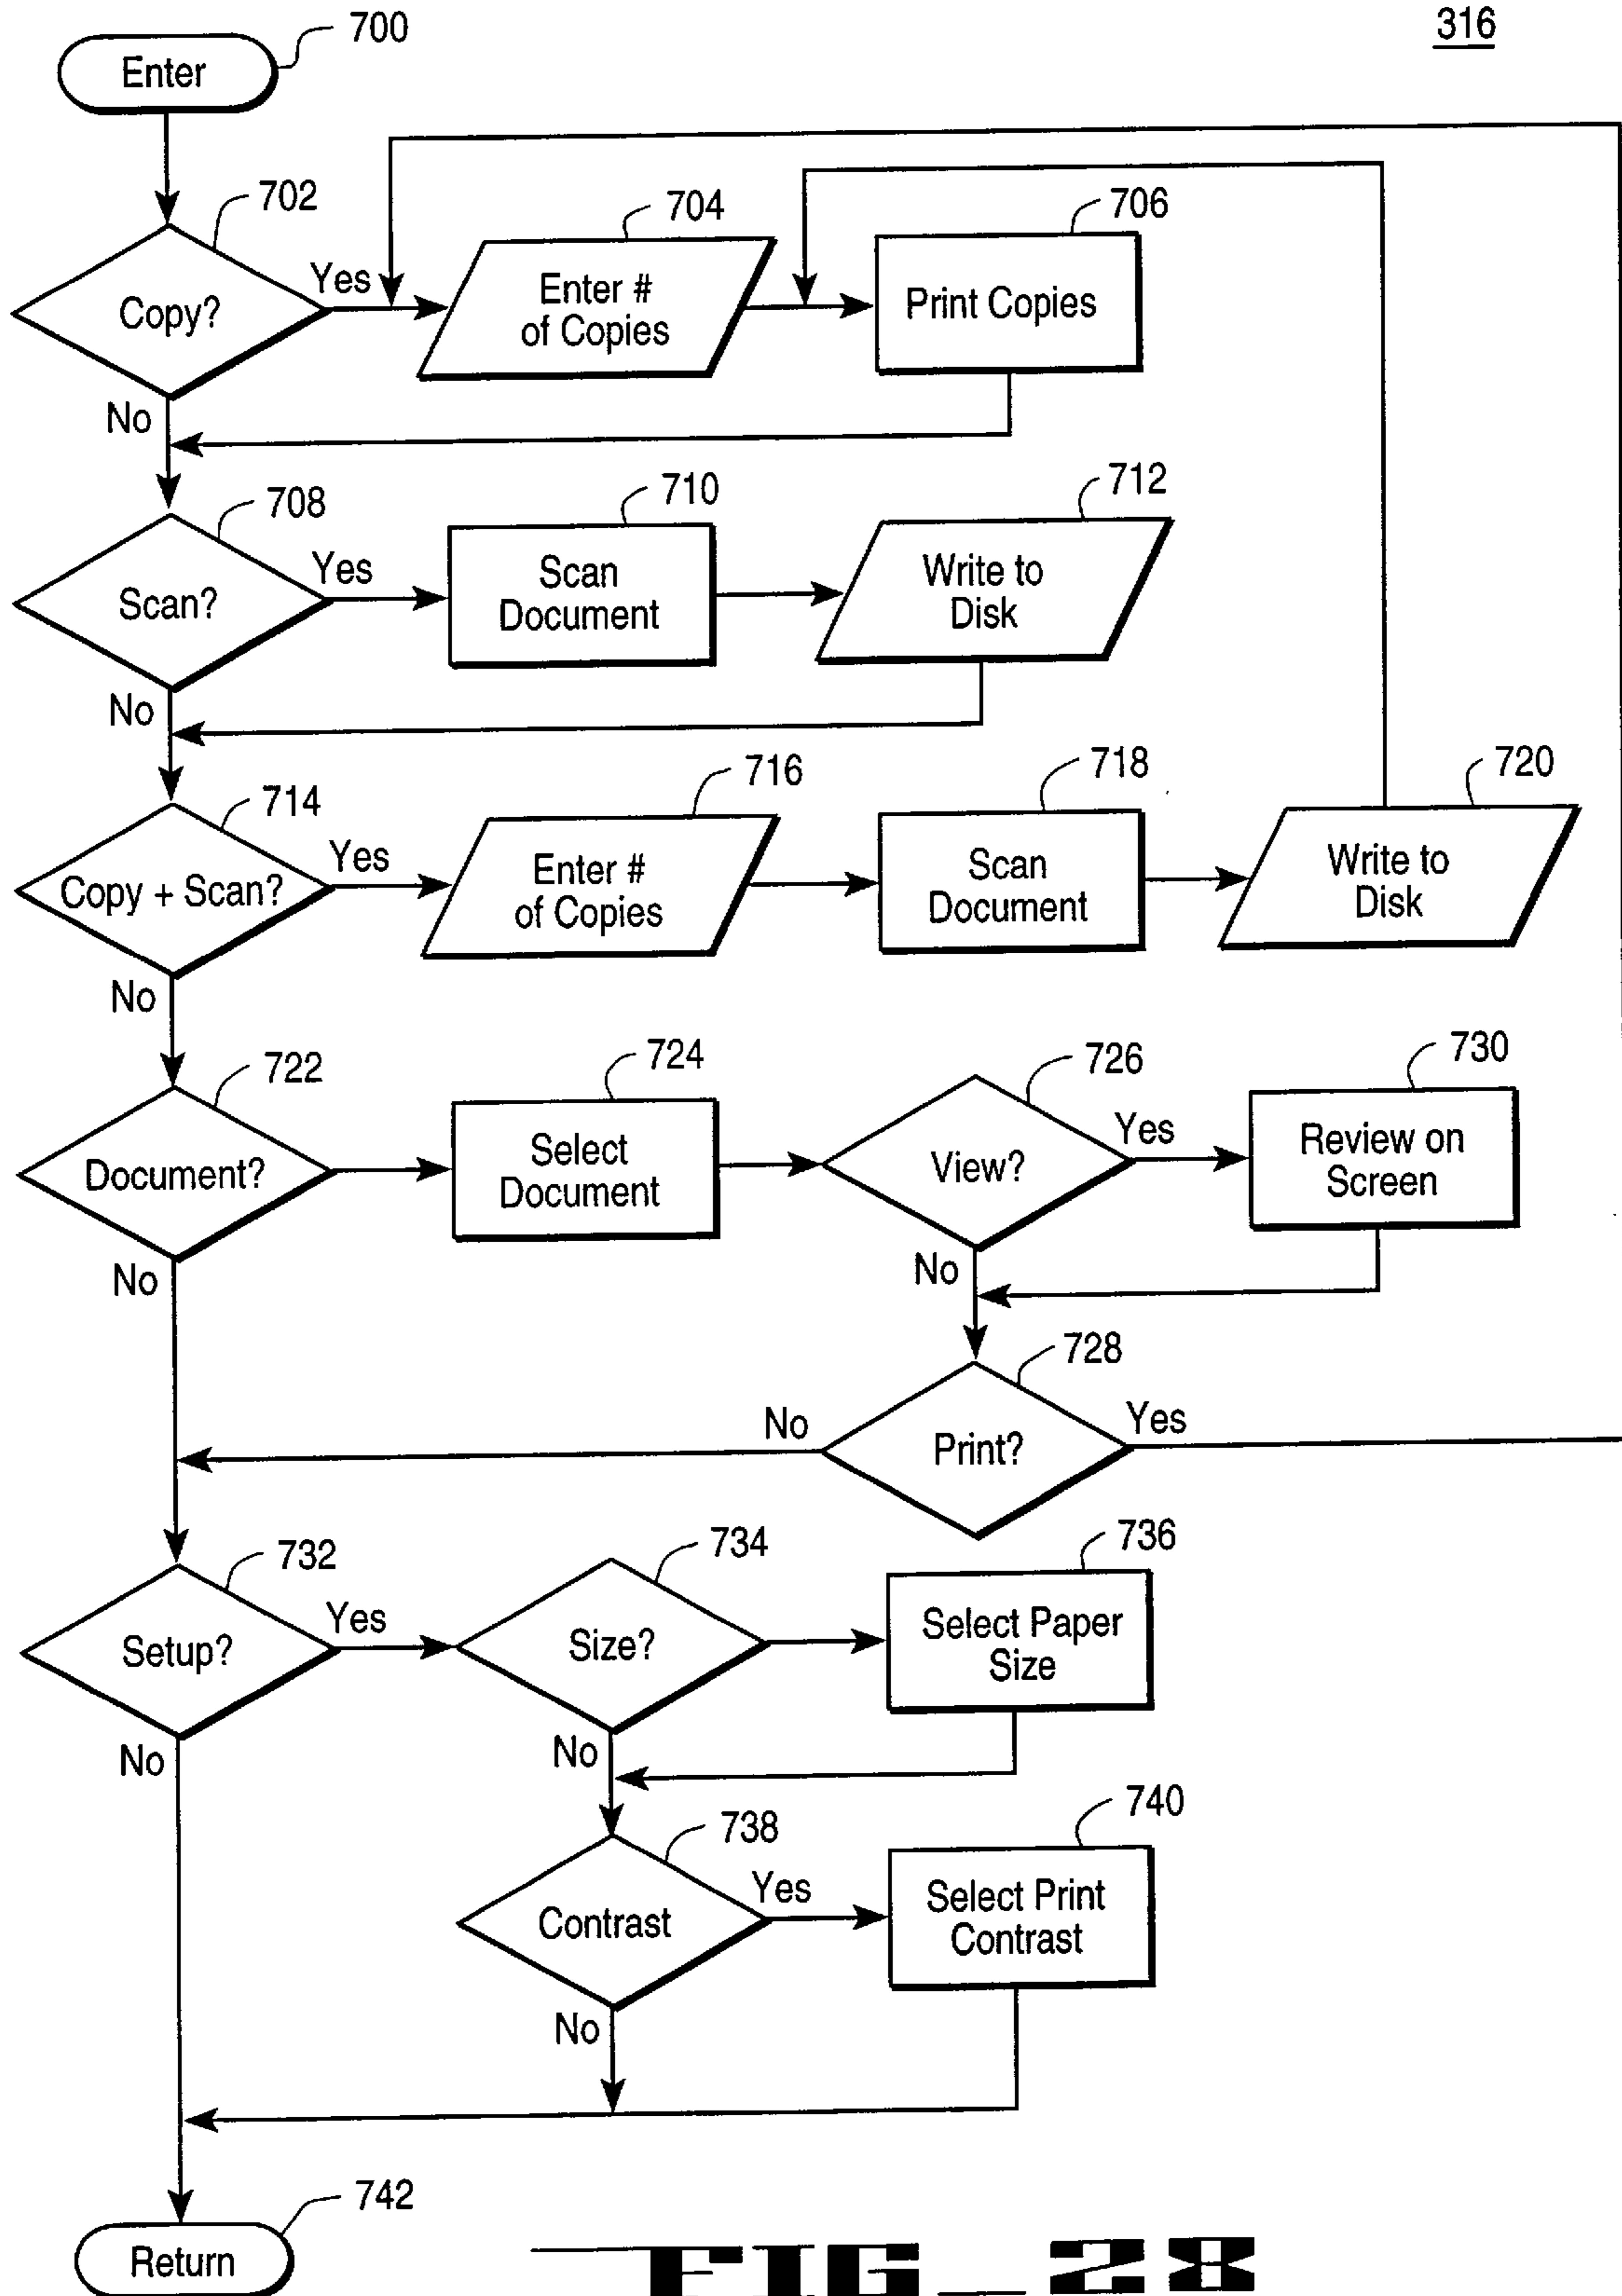 316
700
Enter
702
704
706
Copy?
Yes
Enter #
of Copies
Print Copies
No
708
710
712
Scan?
Yes
Scan
Document
Write to
Disk
No
714
716
718
720
Copy + Scan?
Yes
Enter #
of Copies
Scan
Document
Write to
Disk
No
722
724
726
730
Document?
Select
Document
View?
Yes
Review on
Screen
No
No
728
Print?
No
Yes
732
734
736
Setup?
Yes
Size?
Select Paper
Size
No
No
738
740
Contrast
Yes
Select Print
Contrast
No
742
Return
FIG_28